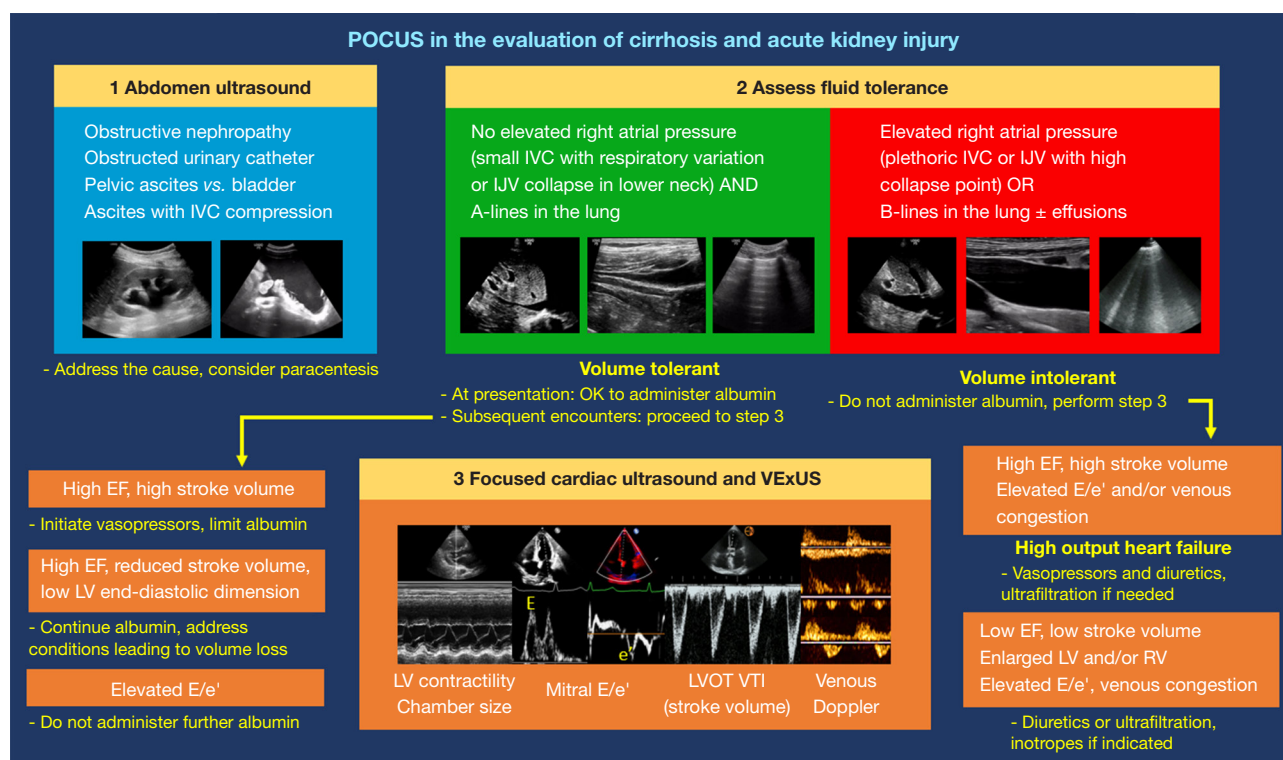 POCUS in the evaluation of cirrhosis and acute kidney injury
1 Abdomen ultrasound
Obstructive nephropathy
Obstructed urinary catheter
Pelvic ascites vs. bladder
Ascites with IVC compression
- Address the cause, consider paracentesis
2 Assess fluid tolerance
No elevated right atrial pressure
(small IVC with respiratory variation
or IJV collapse in lower neck) AND
A-lines in the lung
Elevated right atrial pressure
(plethoric IVC or IJV with high
collapse point) OR
B-lines in the lung ± effusions
Volume tolerant
- At presentation: OK to administer albumin
- Subsequent encounters: proceed to step 3
Volume intolerant
- Do not administer albumin, perform step 3
High EF, high stroke volume
- Initiate vasopressors, limit albumin
High EF, reduced stroke volume,
low LV end-diastolic dimension
- Continue albumin, address
conditions leading to volume loss
Elevated E/e'
- Do not administer further albumin
3 Focused cardiac ultrasound and VExUS
E
e'
LV contractility
Chamber size
Mitral E/e'
LVOT VTI
(stroke volume)
Venous
Doppler
High EF, high stroke volume
Elevated E/e' and/or venous
congestion
High output heart failure
- Vasopressors and diuretics,
ultrafiltration if needed
Low EF, low stroke volume
Enlarged LV and/or RV
Elevated E/e', venous congestion
- Diuretics or ultrafiltration,
inotropes if indicated